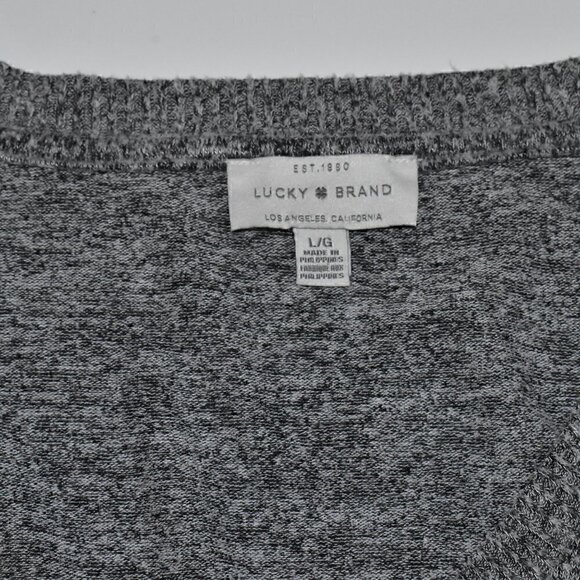 EST.1990
LUCKY BRAND
LOS ANGELES, CALIFORNIA
L/G
MADE IN
PHILIPPINES
FABRIQUE AUX
PHILIPPINES